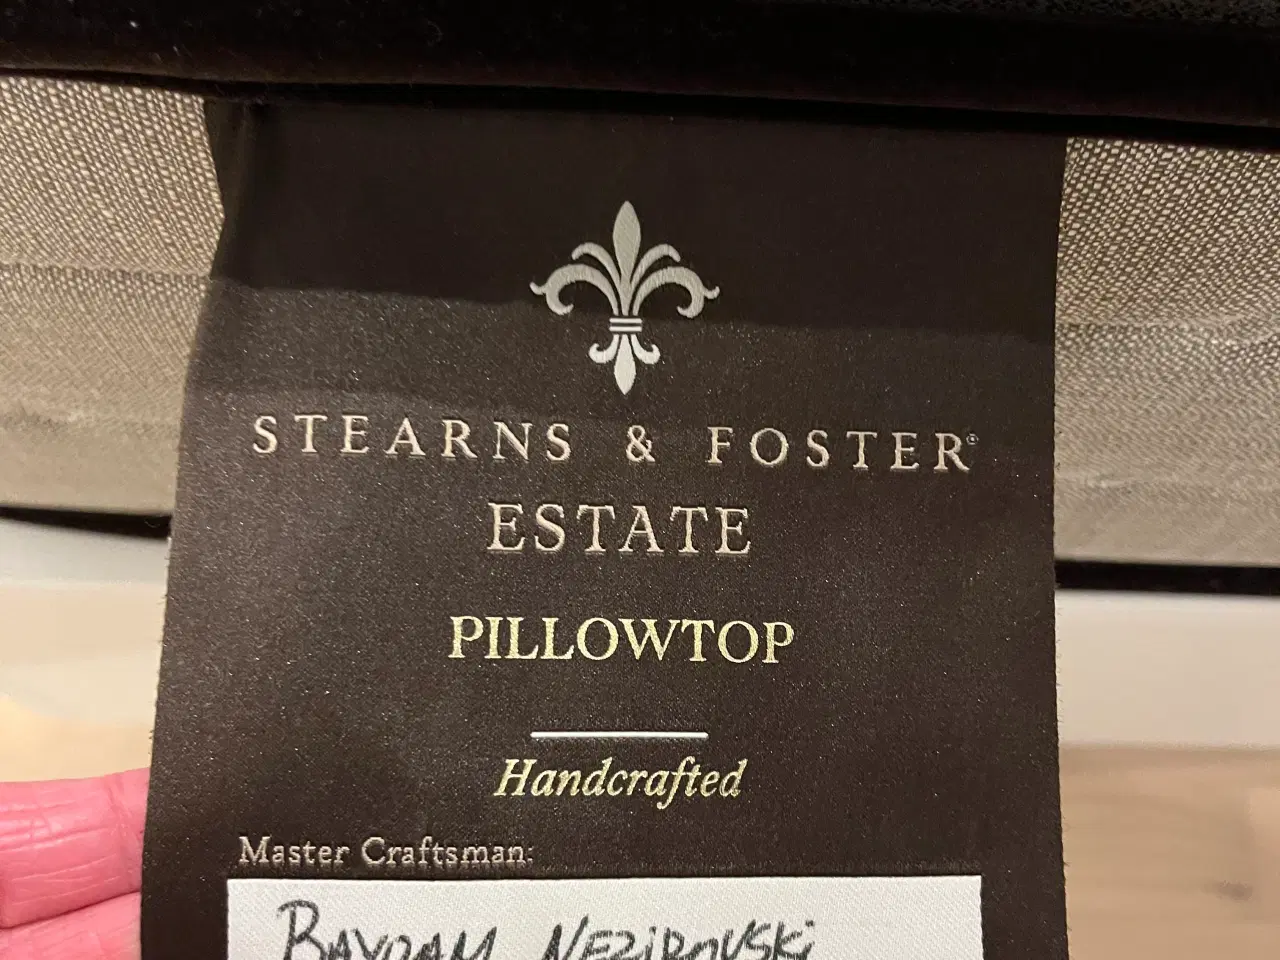 STEARNS & FOSTER®
ESTATE
PILLOWTOP
Handcrafted
Master Craftsman: